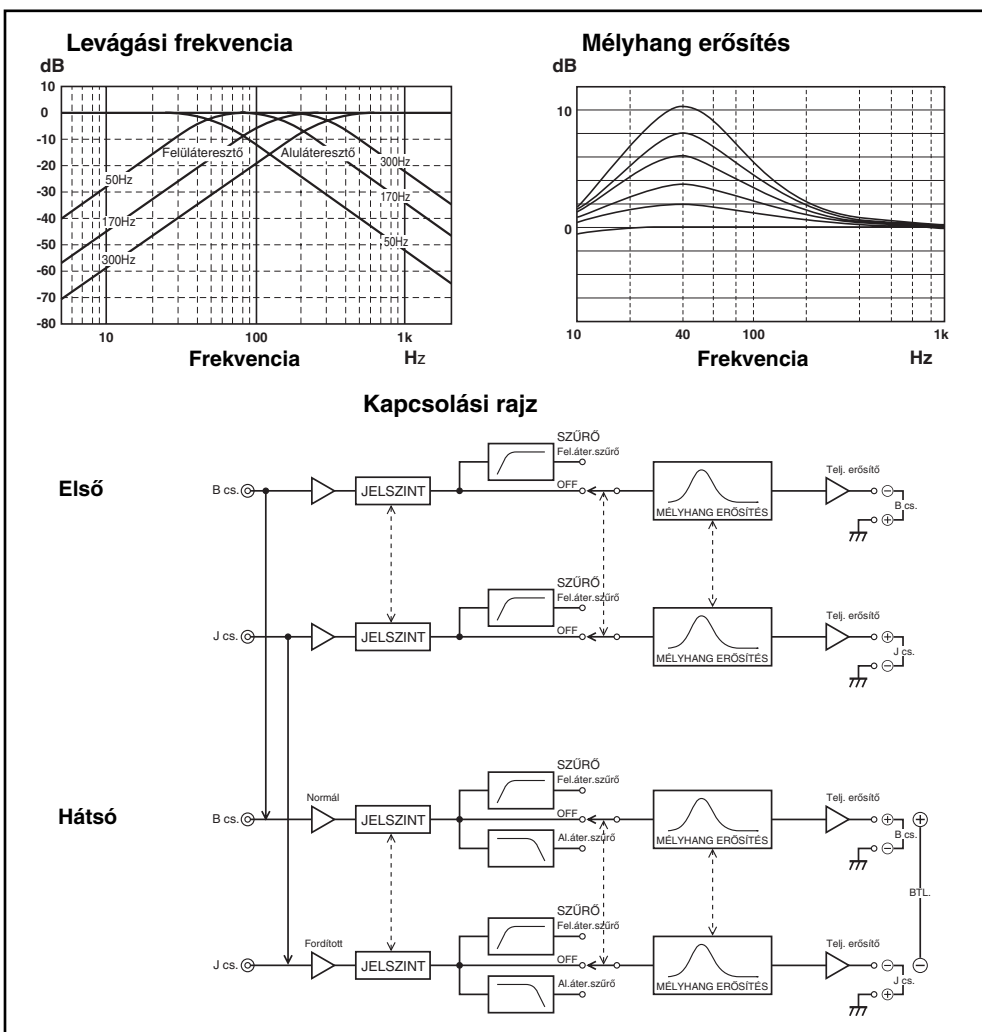 Levágási frekvencia
dB
10
0
-10
-20
-30
-40
-50
-60
-70
-80
Felüláteresztő
Aluláteresztő
50Hz
170Hz
300Hz
300Hz
170Hz
50Hz
10
100
1k
Frekvencia
Hz
Mélyhang erősítés
dB
10
0
10
40
100
1k
Frekvencia
Hz
Kapcsolási rajz
Első
B cs.
JELSZINT
SZŰRŐ
Fel.áter.szűrő
OFF
MÉLYHANG ERŐSÍTÉS
Telj. erősítő
B cs.
J cs.
JELSZINT
SZŰRŐ
Fel.áter.szűrő
OFF
MÉLYHANG ERŐSÍTÉS
Telj. erősítő
J cs.
Hátsó
B cs.
Normál
JELSZINT
SZŰRŐ
Fel.áter.szűrő
OFF
Al.áter.szűrő
MÉLYHANG ERŐSÍTÉS
Telj. erősítő
B cs.
BTL.
J cs.
Fordított
JELSZINT
SZŰRŐ
Fel.áter.szűrő
OFF
Al.áter.szűrő
MÉLYHANG ERŐSÍTÉS
Telj. erősítő
J cs.